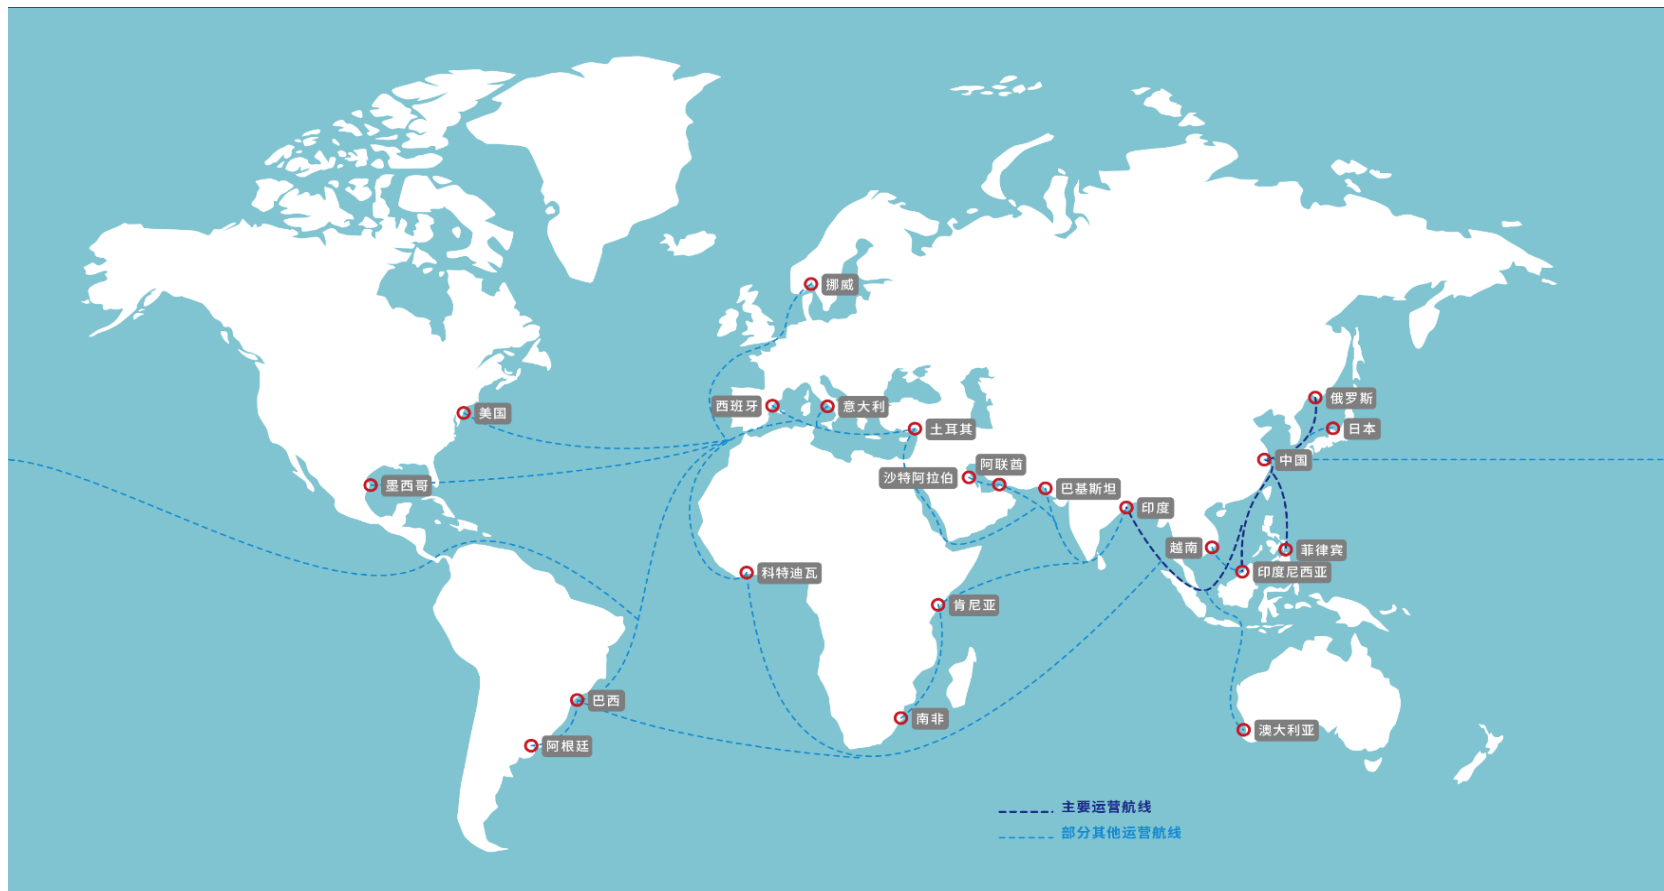 挪威
西班牙
意大利
美国
土耳其
俄罗斯
日本
中国
阿联酋
沙特阿拉伯
巴基斯坦
墨西哥
印度
越南
菲律宾
印度尼西亚
科特迪瓦
肯尼亚
巴西
南非
澳大利亚
阿根廷
主要运营航线
部分其他运营航线